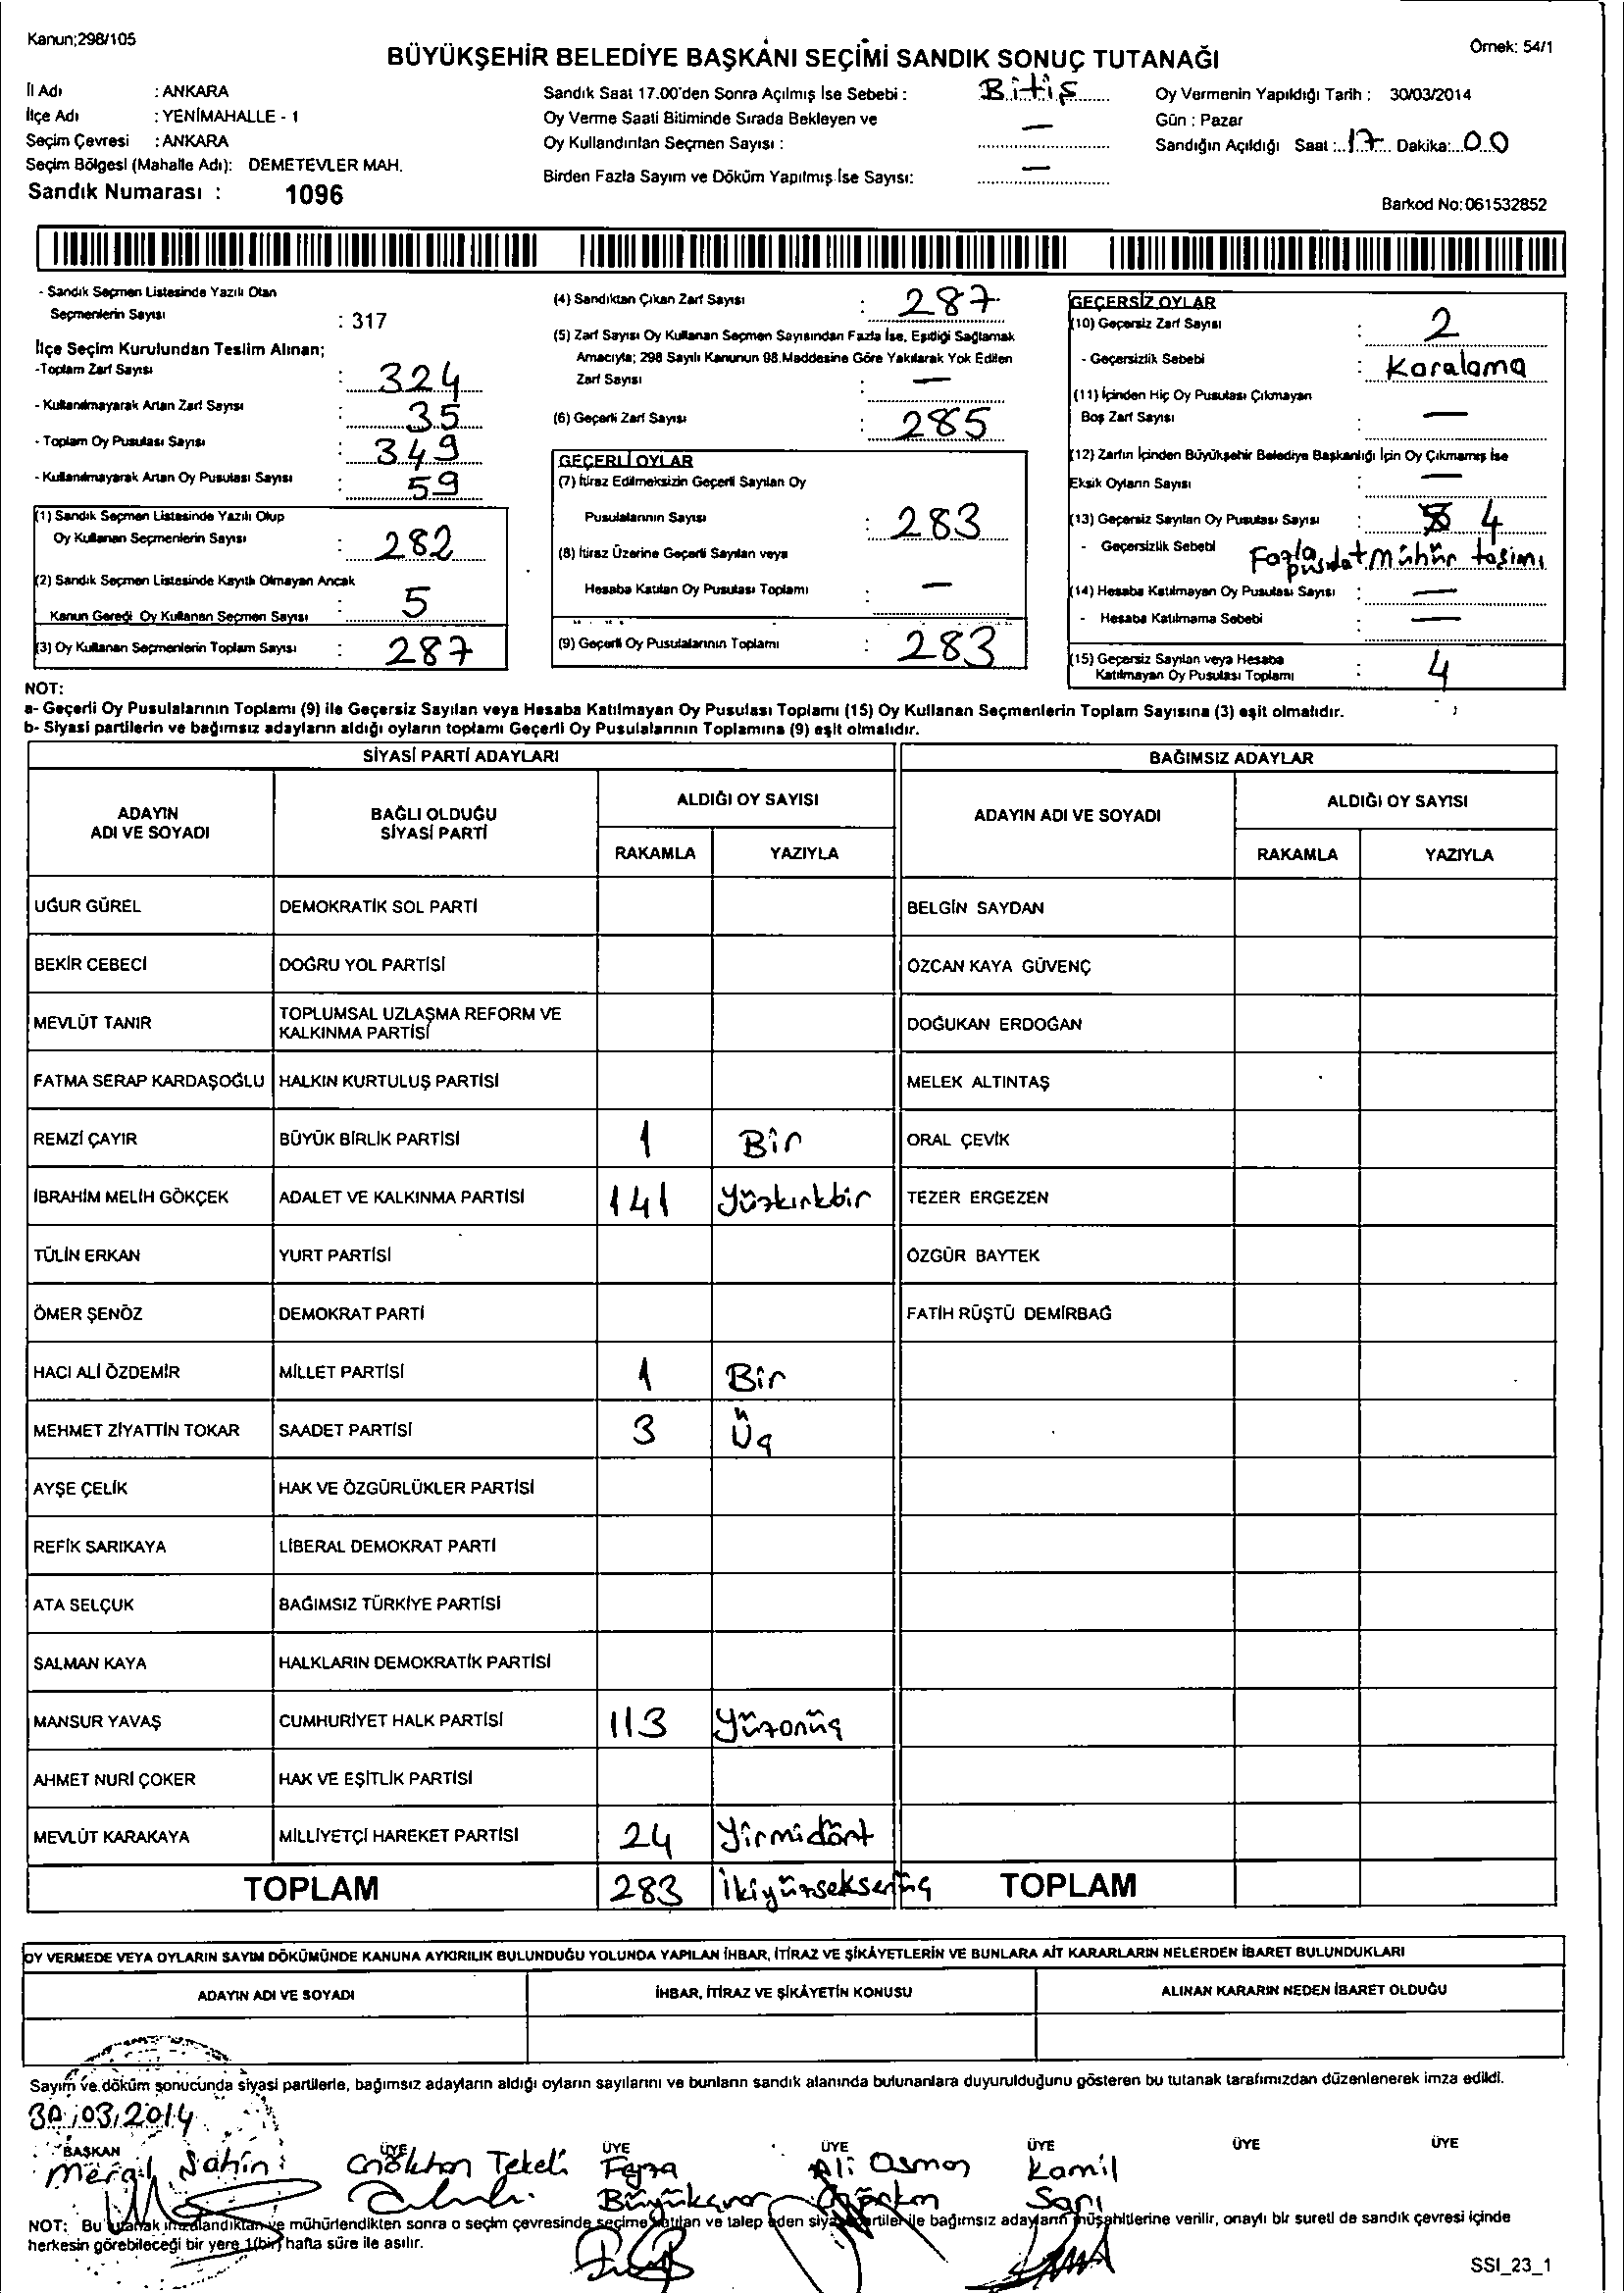 Kanun;298/105
Örnek: 54/1
BÜYÜKŞEHİR BELEDİYE BAŞKANI SEÇİMİ SANDIK SONUÇ TUTANAĞI
İl Adı : ANKARA
İlçe Adı : YENİMAHALLE - 1
Seçim Çevresi : ANKARA
Seçim Bölgesi (Mahalle Adı): DEMETEVLER MAH.
Sandık Numarası : 1096
Sandık Saat 17.00'den Sonra Açılmış İse Sebebi : Bitiş
Oy Verme Saati Bitiminde Sırada Bekleyen ve
Oy Kullandırılan Seçmen Sayısı : —
Birden Fazla Sayım ve Döküm Yapılmış İse Sayısı: —
Oy Vermenin Yapıldığı Tarih : 30/03/2014
Gün : Pazar
Sandığın Açıldığı Saat : 17 Dakika: 00
Barkod No: 061532852
- Sandık Seçmen Listesinde Yazılı Olan
Seçmenlerin Sayısı : 317
İlçe Seçim Kurulundan Teslim Alınan;
-Toplam Zarf Sayısı : 324
- Kullanılmayarak Artan Zarf Sayısı : 35
- Toplam Oy Pusulası Sayısı : 349
- Kullanılmayarak Artan Oy Pusulası Sayısı : 59
(1) Sandık Seçmen Listesinde Yazılı Olup
Oy Kullanan Seçmenlerin Sayısı : 282
(2) Sandık Seçmen Listesinde Kayıtlı Olmayan Ancak
Kanun Gereği Oy Kullanan Seçmen Sayısı : 5
(3) Oy Kullanan Seçmenlerin Toplam Sayısı : 287
(4) Sandıktan Çıkan Zarf Sayısı : 287
(5) Zarf Sayısı Oy Kullanan Seçmen Sayısından Fazla İse, Eşitliği Sağlamak
Amacıyla; 298 Sayılı Kanunun 98.Maddesine Göre Yakılarak Yok Edilen
Zarf Sayısı : —
(6) Geçerli Zarf Sayısı : 285
GEÇERLİ OYLAR
(7) İtiraz Edilmeksizin Geçerli Sayılan Oy
Pusulalarının Sayısı : 283
(8) İtiraz Üzerine Geçerli Sayılan veya
Hesaba Katılan Oy Pusulası Toplamı : —
(9) Geçerli Oy Pusulalarının Toplamı : 283
GEÇERSİZ OYLAR
(10) Geçersiz Zarf Sayısı : 2
- Geçersizlik Sebebi : Karalama
(11) İçinden Hiç Oy Pusulası Çıkmayan
Boş Zarf Sayısı : —
(12) Zarfın İçinden Büyükşehir Belediye Başkanlığı İçin Oy Çıkmamış İse
Eksik Oyların Sayısı : —
(13) Geçersiz Sayılan Oy Pusulası Sayısı : 4
- Geçersizlik Sebebi Fazla + Mühür taşımı
(14) Hesaba Katılmayan Oy Pusulası Sayısı : —
- Hesaba Katılmama Sebebi : —
(15) Geçersiz Sayılan veya Hesaba
Katılmayan Oy Pusulası Toplamı : 4
NOT:
a- Geçerli Oy Pusulalarının Toplamı (9) ile Geçersiz Sayılan veya Hesaba Katılmayan Oy Pusulası Toplamı (15) Oy Kullanan Seçmenlerin Toplam Sayısına (3) eşit olmalıdır.
b- Siyasi partilerin ve bağımsız adayların aldığı oyların toplamı Geçerli Oy Pusulalarının Toplamına (9) eşit olmalıdır.
SİYASİ PARTİ ADAYLARI BAĞIMSIZ ADAYLAR
ADAYIN ADI VE SOYADI BAĞLI OLDUĞU SİYASİ PARTİ ALDIĞI OY SAYISI ADAYIN ADI VE SOYADI ALDIĞI OY SAYISI
RAKAMLA YAZIYLA RAKAMLA YAZIYLA
UĞUR GÜREL DEMOKRATİK SOL PARTİ BELGİN SAYDAN
BEKİR CEBECİ DOĞRU YOL PARTİSİ ÖZCAN KAYA GÜVENÇ
MEVLÜT TANIR TOPLUMSAL UZLAŞMA REFORM VE KALKINMA PARTİSİ DOĞUKAN ERDOĞAN
FATMA SERAP KARDAŞOĞLU HALKIN KURTULUŞ PARTİSİ MELEK ALTINTAŞ
REMZİ ÇAYIR BÜYÜK BİRLİK PARTİSİ 1 Bir ORAL ÇEVİK
İBRAHİM MELİH GÖKÇEK ADALET VE KALKINMA PARTİSİ 141 Yüzkırkbir TEZER ERGEZEN
TÜLİN ERKAN YURT PARTİSİ ÖZGÜR BAYTEK
ÖMER ŞENÖZ DEMOKRAT PARTİ FATİH RÜŞTÜ DEMİRBAĞ
HACI ALİ ÖZDEMİR MİLLET PARTİSİ 1 Bir
MEHMET ZİYATTİN TOKAR SAADET PARTİSİ 3 Üç
AYŞE ÇELİK HAK VE ÖZGÜRLÜKLER PARTİSİ
REFİK SARIKAYA LİBERAL DEMOKRAT PARTİ
ATA SELÇUK BAĞIMSIZ TÜRKİYE PARTİSİ
SALMAN KAYA HALKLARIN DEMOKRATİK PARTİSİ
MANSUR YAVAŞ CUMHURİYET HALK PARTİSİ 113 Yüzonüç
AHMET NURİ ÇOKER HAK VE EŞİTLİK PARTİSİ
MEVLÜT KARAKAYA MİLLİYETÇİ HAREKET PARTİSİ 24 Yirmidört
TOPLAM 283 İkiyüzseksenüç TOPLAM
OY VERMEDE VEYA OYLARIN SAYIM DÖKÜMÜNDE KANUNA AYKIRILIK BULUNDUĞU YOLUNDA YAPILAN İHBAR, İTİRAZ VE ŞİKÂYETLERİN VE BUNLARA AİT KARARLARIN NELERDEN İBARET BULUNDUKLARI
ADAYIN ADI VE SOYADI İHBAR, İTİRAZ VE ŞİKÂYETİN KONUSU ALINAN KARARIN NEDEN İBARET OLDUĞU
Sayım ve döküm sonucunda siyasi partilerle, bağımsız adayların aldığı oyların sayılarını ve bunların sandık alanında bulunanlara duyurulduğunu gösteren bu tutanak tarafımızdan düzenlenerek imza edildi.
30/03/2014
BAŞKAN ÜYE ÜYE ÜYE ÜYE ÜYE ÜYE
Meral Şahin Gökhan Tekeli Feyza Ali Osman Kamil
Sarı
NOT: Bu tutanak imzalandıktan ve mühürlendikten sonra o seçim çevresinde seçime katılan ve talep eden siyasi partiler ile bağımsız adayların müşahitlerine verilir, onaylı bir sureti de sandık çevresi içinde
herkesin görebileceği bir yere 1(bir) hafta süre ile asılır.
SSI_23_1